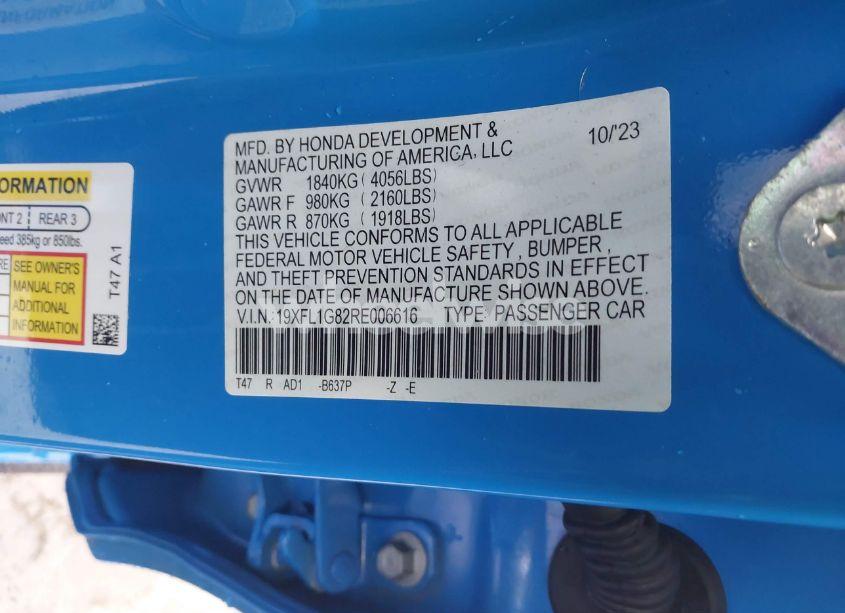 MFD. BY HONDA DEVELOPMENT & MANUFACTURING OF AMERICA, LLC 10/'23
GVWR 1840KG ( 4056LBS)
GAWR F 980KG ( 2160LBS)
GAWR R 870KG ( 1918LBS)
THIS VEHICLE CONFORMS TO ALL APPLICABLE
FEDERAL MOTOR VEHICLE SAFETY , BUMPER ,
AND THEFT PREVENTION STANDARDS IN EFFECT
ON THE DATE OF MANUFACTURE SHOWN ABOVE.
V.I.N.: 19XFL1G82RE006616 TYPE: PASSENGER CAR
T47 R AD1 -B637P -Z -E
FORMATION
2 REAR 3
385kg or 850lbs.
SEE OWNER'S
MANUAL FOR
ADDITIONAL
INFORMATION
T47 A1